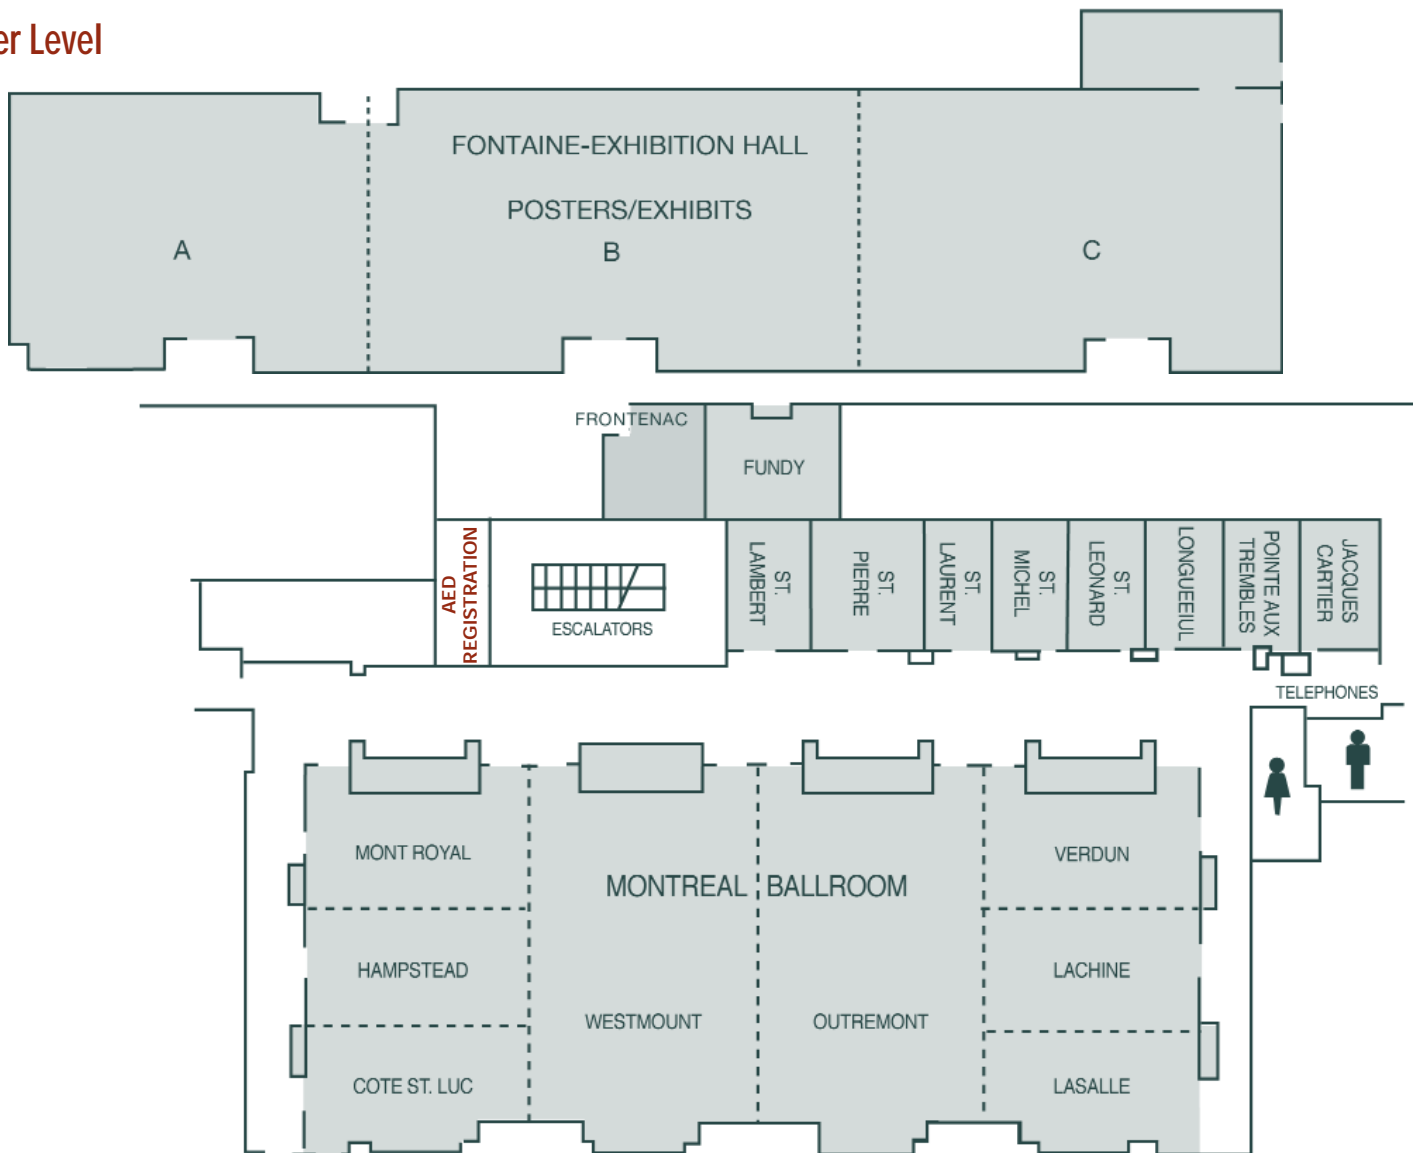 er Level
FONTAINE-EXHIBITION HALL
POSTERS/EXHIBITS
A
B
C
FRONTENAC
FUNDY
AED
REGISTRATION
ESCALATORS
ST.
LAMBERT
ST.
PIERRE
ST.
LAURENT
ST.
MICHEL
ST.
LEONARD
LONGUEEIUL
POINTE AUX
TREMBLES
JACQUES
CARTIER
TELEPHONES
MONT ROYAL
VERDUN
MONTREAL BALLROOM
HAMPSTEAD
LACHINE
WESTMOUNT
OUTREMONT
COTE ST. LUC
LASALLE